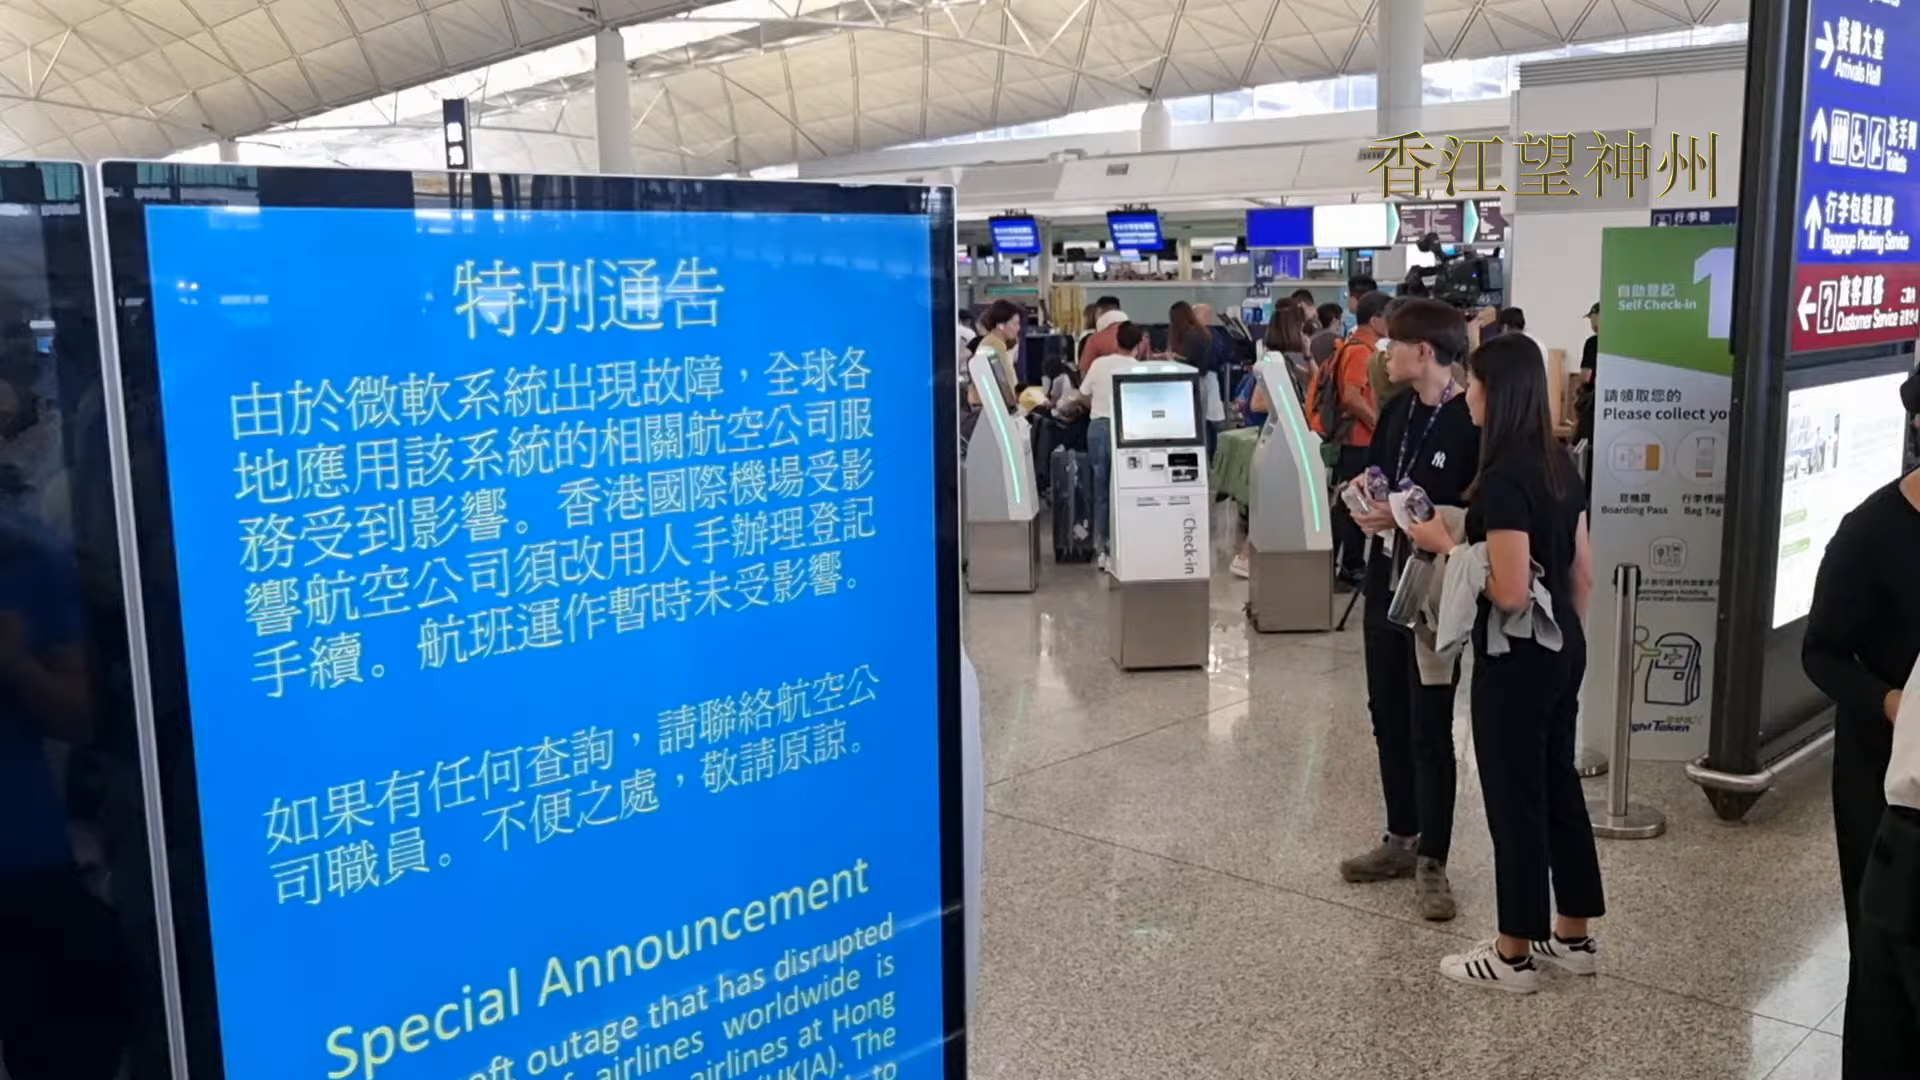 特別通告
由於微軟系統出現故障，全球各
地應用該系統的相關航空公司服
務受到影響。香港國際機場受影
響航空公司須改用人手辦理登記
手續。航班運作暫時未受影響。
如果有任何查詢，請聯絡航空公
司職員。不便之處，敬請原諒。
Special Announcement
outage that has disrupted
airlines worldwide is
airlines at Hong
(HKIA). The
to
香江望神州
接機大堂
Arrivals Hall
洗手間
Toilets
行李包裝服務
Baggage Packing Service
旅客服務
Customer Service
自助登記
Self Check-in
1
請領取您的
Please collect you
登機證
Boarding Pass
行李標籤
Bag Tag
Check-in